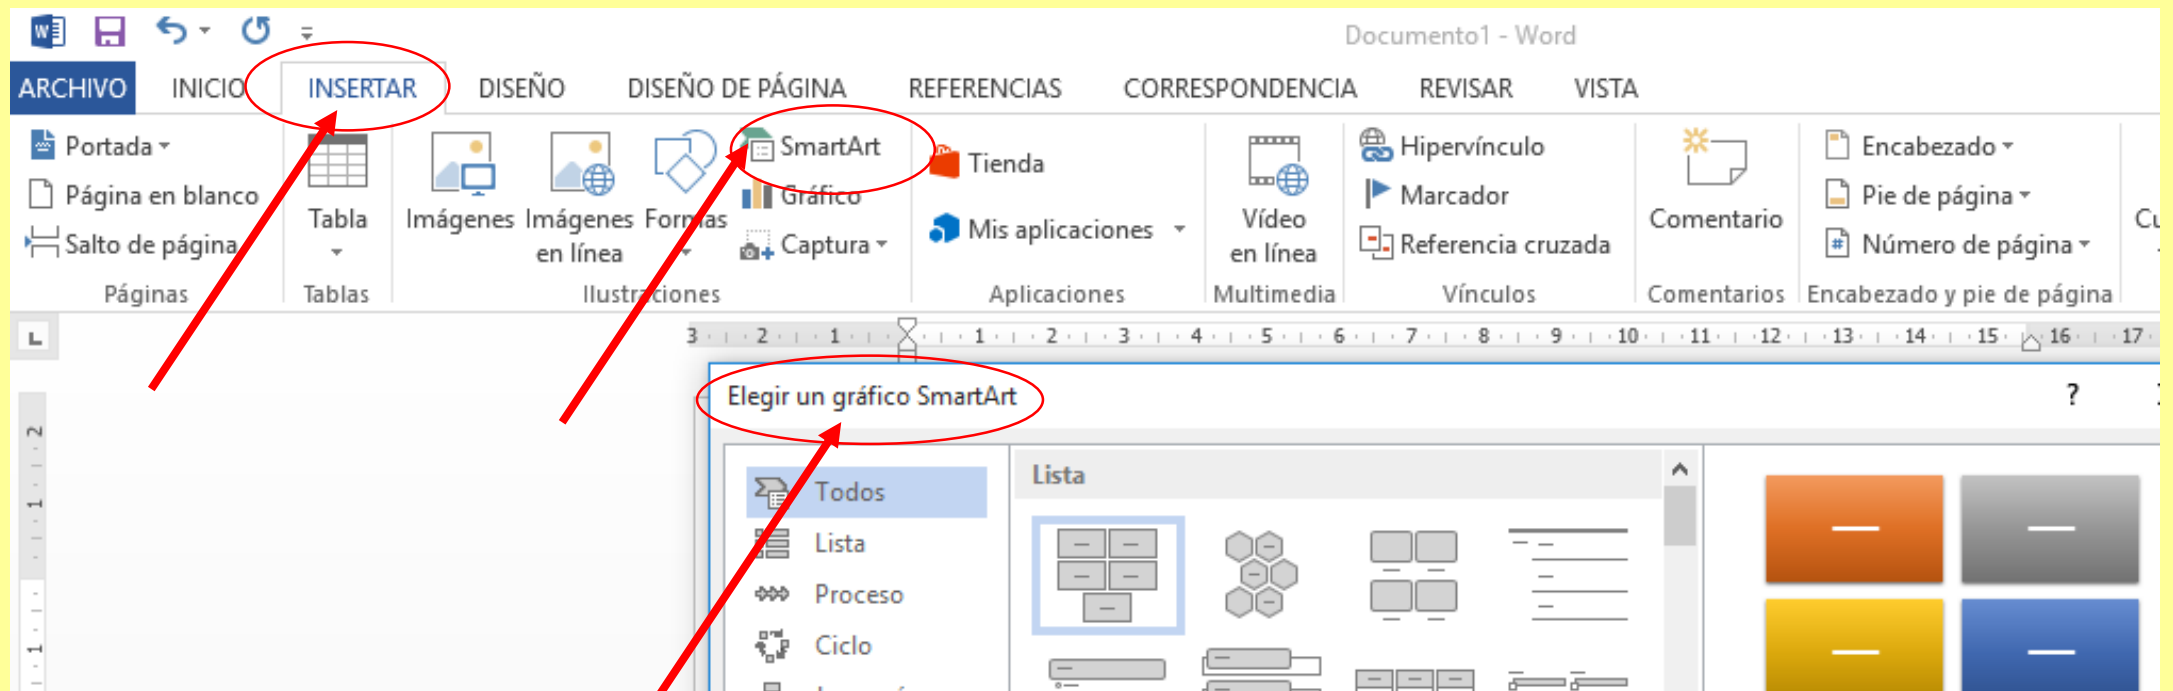 Documento1 - Word
ARCHIVO INICIO INSERTAR DISEÑO DISEÑO DE PÁGINA REFERENCIAS CORRESPONDENCIA REVISAR VISTA
Portada
Página en blanco
Salto de página
Páginas
Tabla
Tablas
Imágenes
Imágenes
en línea
Formas
SmartArt
Gráfico
Captura
Ilustraciones
Tienda
Mis aplicaciones
Aplicaciones
Vídeo
en línea
Multimedia
Hipervínculo
Marcador
Referencia cruzada
Vínculos
Comentario
Comentarios
Encabezado
Pie de página
Número de página
Encabezado y pie de página
Cu
3 2 1 1 2 3 4 5 6 7 8 9 10 11 12 13 14 15 16 17
2
1
1
Elegir un gráfico SmartArt ?
Todos
Lista
Proceso
Ciclo
Lista